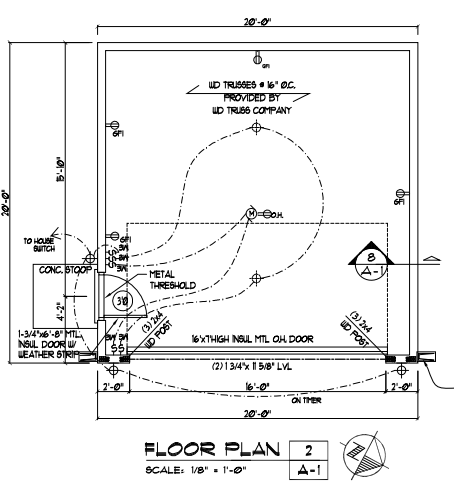 20'-0"
GFI
WD TRUSSES @ 16" O.C.
PROVIDED BY
WD TRUSS COMPANY
GFI
15'-10"
20'-0"
GFI
M
O.H.
TO HOUSE
SWITCH
GFI
3W
3W
3W
8
A-1
CONC. STOOP
METAL
THRESHOLD
3'0
4'-2"
(3) 2x4
WD POST
(3) 2x4
WD POST
1-3/4"x6'-8" MTL.
INSUL DOOR W/
WEATHER STRIP
3W
3W
S S
16'x7'HIGH INSUL MTL O.H. DOOR
(2) 1 3/4"x 11 5/8" LVL
2'-0"
16'-0"
2'-0"
ON TIMER
20'-0"
FLOOR PLAN
2
A-1
SCALE: 1/8" = 1'-0"